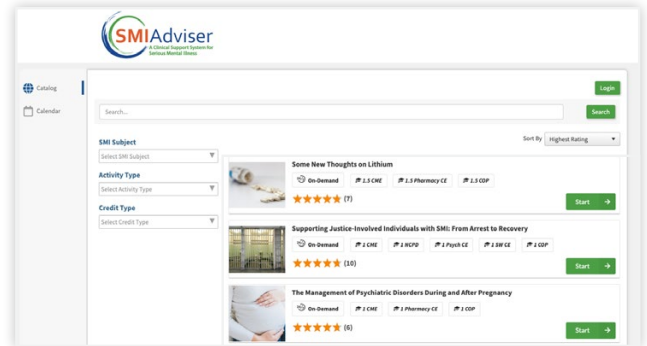 SMIAdviser
A Clinical Support System for
Serious Mental Illness
Catalog
Calendar
Login
Search...
Search
Sort By Highest Rating
SMI Subject
Select SMI Subject
Activity Type
Select Activity Type
Credit Type
Select Credit Type
Some New Thoughts on Lithium
On-Demand 1.5 CME 1.5 Pharmacy CE 1.5 COP
(7)
Start
Supporting Justice-Involved Individuals with SMI: From Arrest to Recovery
On-Demand 1 CME 1 NCPD 1 Psych CE 1 SW CE 1 COP
(10)
Start
The Management of Psychiatric Disorders During and After Pregnancy
On-Demand 1 CME 1 Pharmacy CE 1 COP
(6)
Start